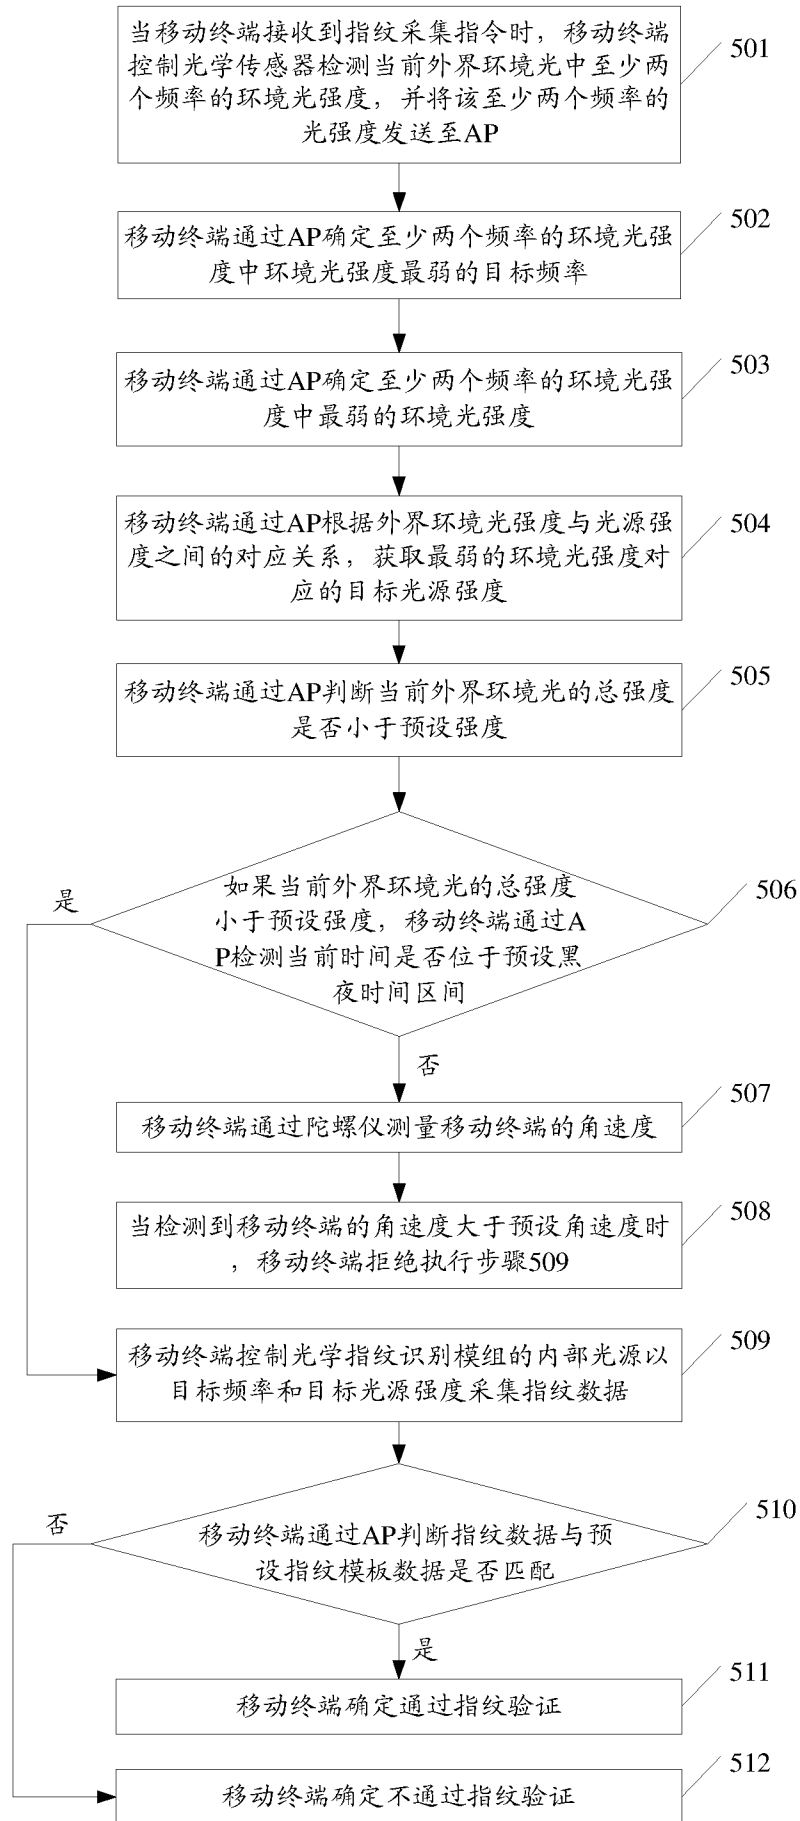 当移动终端接收到指纹采集指令时，移动终端
控制光学传感器检测当前外界环境光中至少两
个频率的环境光强度，并将该至少两个频率的
光强度发送至AP
501
移动终端通过AP确定至少两个频率的环境光强
度中环境光强度最弱的目标频率
502
移动终端通过AP确定至少两个频率的环境光强
度中最弱的环境光强度
503
移动终端通过AP根据外界环境光强度与光源强
度之间的对应关系，获取最弱的环境光强度对
应的目标光源强度
504
移动终端通过AP判断当前外界环境光的总强度
是否小于预设强度
505
如果当前外界环境光的总强度
小于预设强度，移动终端通过A
P检测当前时间是否位于预设黑
夜时间区间
506
是
否
移动终端通过陀螺仪测量移动终端的角速度
507
当检测到移动终端的角速度大于预设角速度时
，移动终端拒绝执行步骤509
508
移动终端控制光学指纹识别模组的内部光源以
目标频率和目标光源强度采集指纹数据
509
移动终端通过AP判断指纹数据与预
设指纹模板数据是否匹配
510
否
是
移动终端确定通过指纹验证
511
移动终端确定不通过指纹验证
512